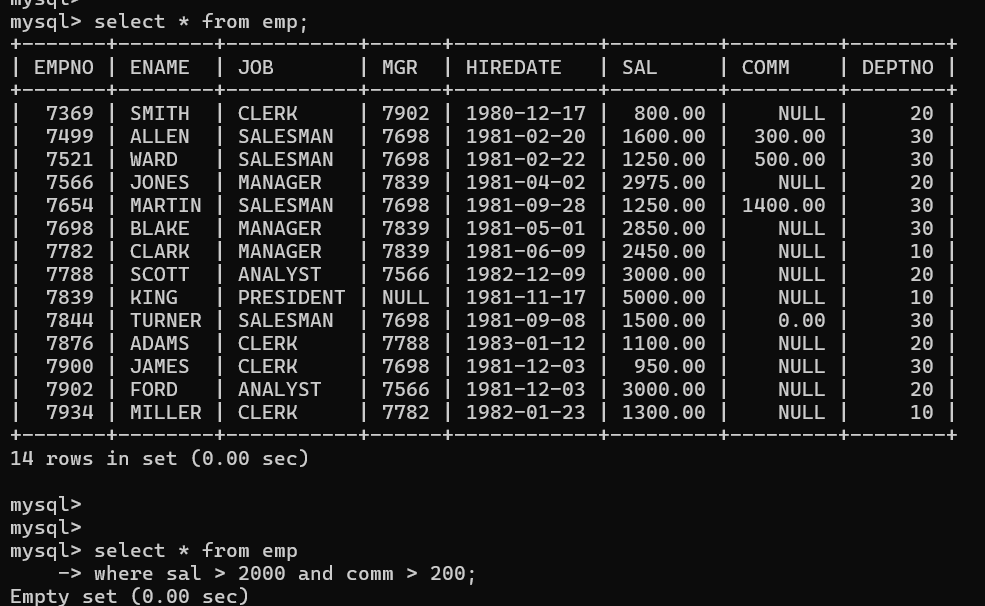 mysql>
mysql> select * from emp;
+-------+--------+-----------+------+------------+---------+---------+--------+
| EMPNO | ENAME  | JOB       | MGR  | HIREDATE   | SAL     | COMM    | DEPTNO |
+-------+--------+-----------+------+------------+---------+---------+--------+
|  7369 | SMITH  | CLERK     | 7902 | 1980-12-17 |  800.00 |    NULL |     20 |
|  7499 | ALLEN  | SALESMAN  | 7698 | 1981-02-20 | 1600.00 |  300.00 |     30 |
|  7521 | WARD   | SALESMAN  | 7698 | 1981-02-22 | 1250.00 |  500.00 |     30 |
|  7566 | JONES  | MANAGER   | 7839 | 1981-04-02 | 2975.00 |    NULL |     20 |
|  7654 | MARTIN | SALESMAN  | 7698 | 1981-09-28 | 1250.00 | 1400.00 |     30 |
|  7698 | BLAKE  | MANAGER   | 7839 | 1981-05-01 | 2850.00 |    NULL |     30 |
|  7782 | CLARK  | MANAGER   | 7839 | 1981-06-09 | 2450.00 |    NULL |     10 |
|  7788 | SCOTT  | ANALYST   | 7566 | 1982-12-09 | 3000.00 |    NULL |     20 |
|  7839 | KING   | PRESIDENT | NULL | 1981-11-17 | 5000.00 |    NULL |     10 |
|  7844 | TURNER | SALESMAN  | 7698 | 1981-09-08 | 1500.00 |    0.00 |     30 |
|  7876 | ADAMS  | CLERK     | 7788 | 1983-01-12 | 1100.00 |    NULL |     20 |
|  7900 | JAMES  | CLERK     | 7698 | 1981-12-03 |  950.00 |    NULL |     30 |
|  7902 | FORD   | ANALYST   | 7566 | 1981-12-03 | 3000.00 |    NULL |     20 |
|  7934 | MILLER | CLERK     | 7782 | 1982-01-23 | 1300.00 |    NULL |     10 |
+-------+--------+-----------+------+------------+---------+---------+--------+
14 rows in set (0.00 sec)
mysql>
mysql>
mysql> select * from emp
    -> where sal > 2000 and comm > 200;
Empty set (0.00 sec)